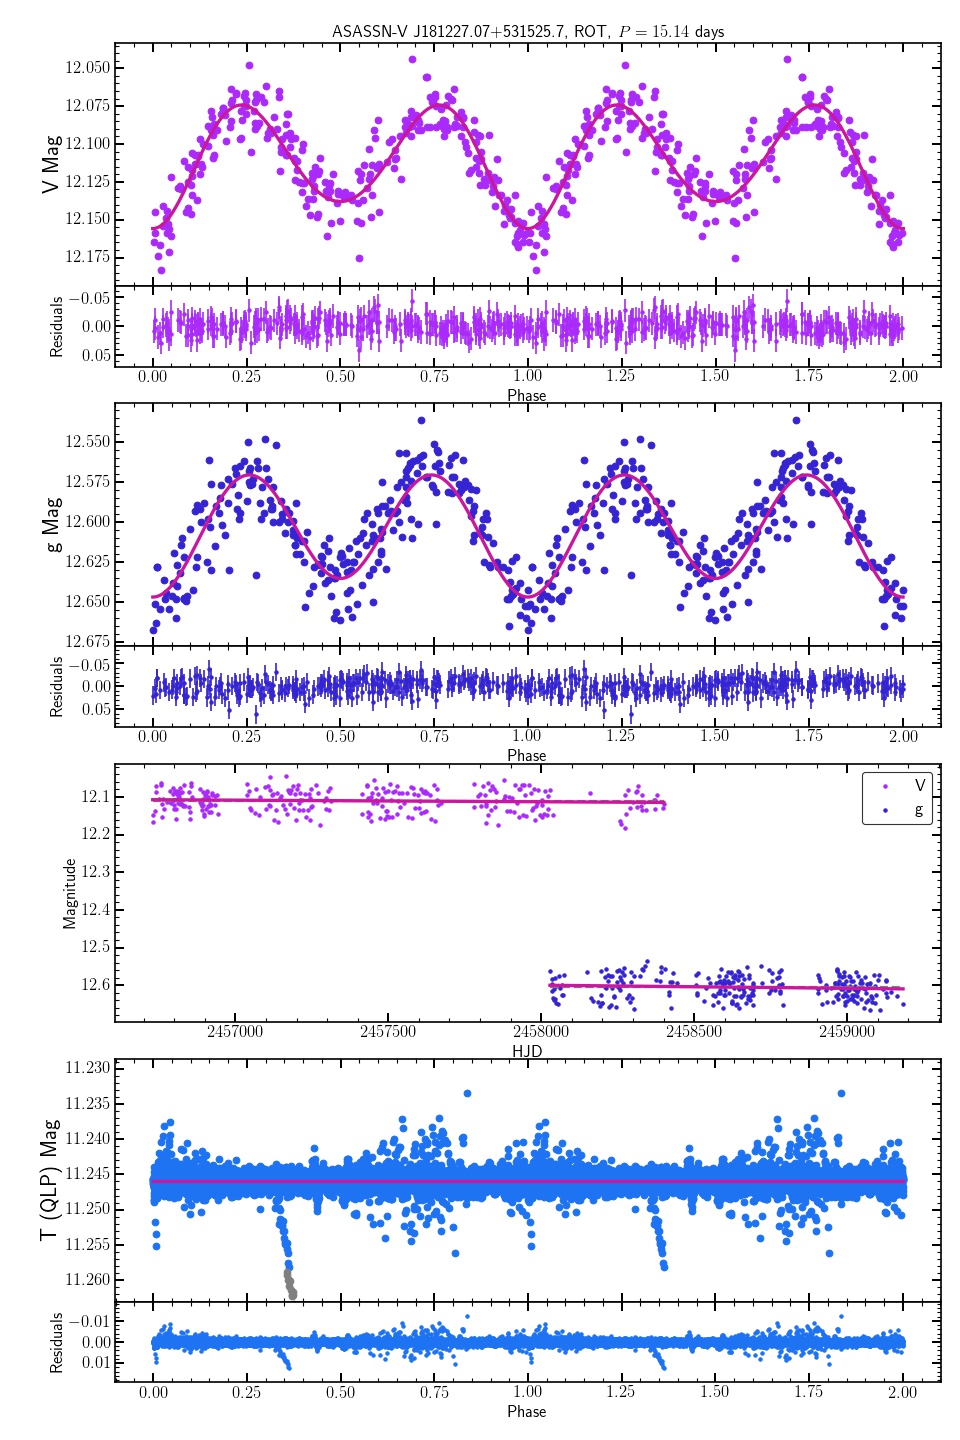 ASASSN-V J181227.07+531525.7, ROT, P = 15.14 days
V Mag
12.050
12.075
12.100
12.125
12.150
12.175
Residuals
−0.05
0.00
0.05
0.00 0.25 0.50 0.75 1.00 1.25 1.50 1.75 2.00
Phase
g Mag
12.550
12.575
12.600
12.625
12.650
12.675
Residuals
−0.05
0.00
0.05
0.00 0.25 0.50 0.75 1.00 1.25 1.50 1.75 2.00
Phase
Magnitude
12.1
12.2
12.3
12.4
12.5
12.6
V
g
2457000 2457500 2458000 2458500 2459000
HJD
T (QLP) Mag
11.230
11.235
11.240
11.245
11.250
11.255
11.260
Residuals
−0.01
0.00
0.01
0.00 0.25 0.50 0.75 1.00 1.25 1.50 1.75 2.00
Phase